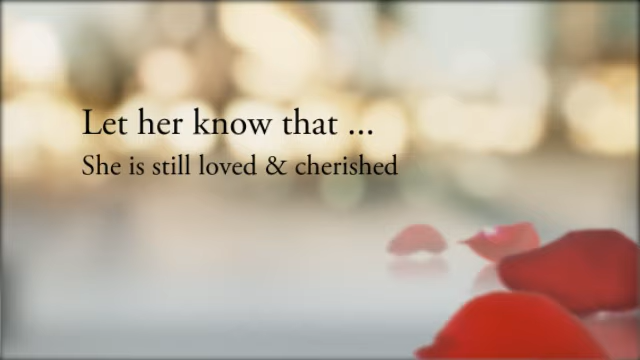 Let her know that ...
She is still loved & cherished